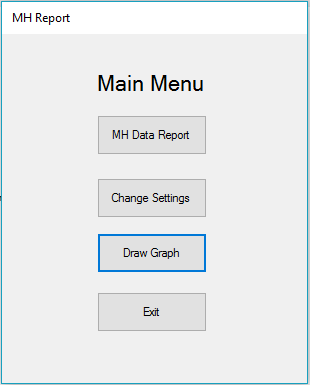 MH Report
Main Menu
MH Data Report
Change Settings
Draw Graph
Exit